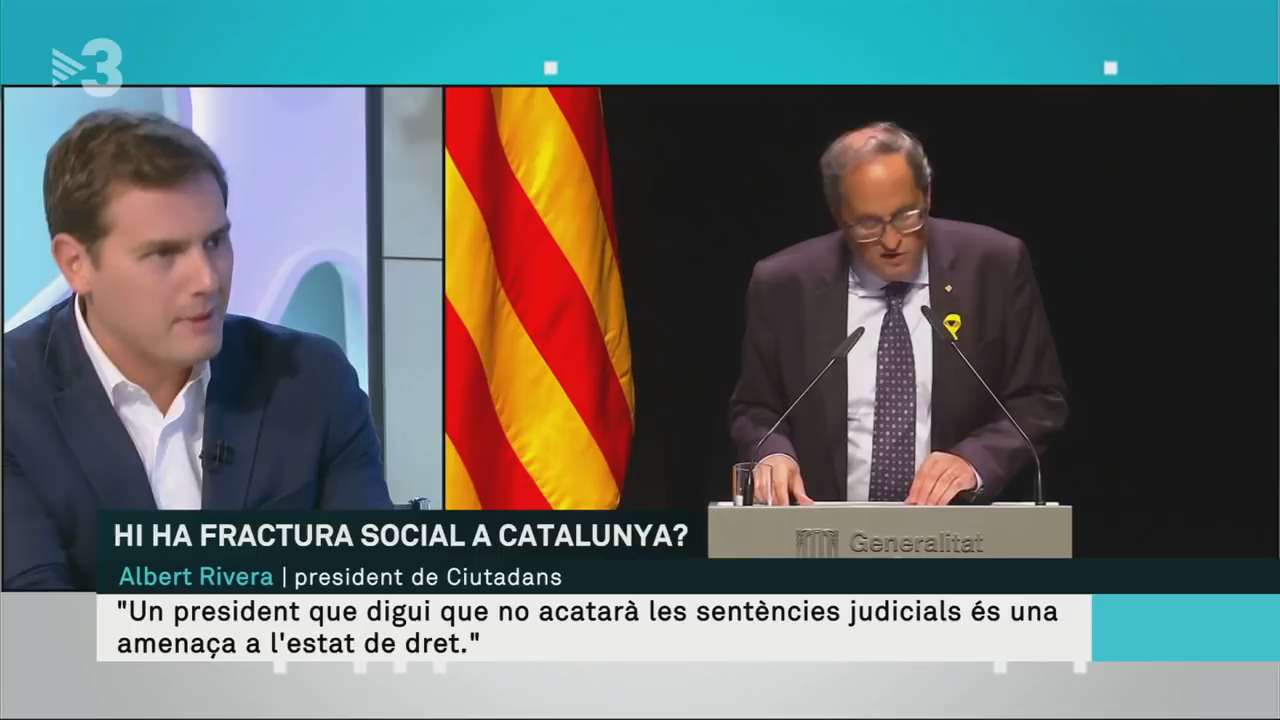 3
Generalitat
HI HA FRACTURA SOCIAL A CATALUNYA?
Albert Rivera | president de Ciutadans
"Un president que digui que no acatarà les sentències judicials és una
amenaça a l'estat de dret."